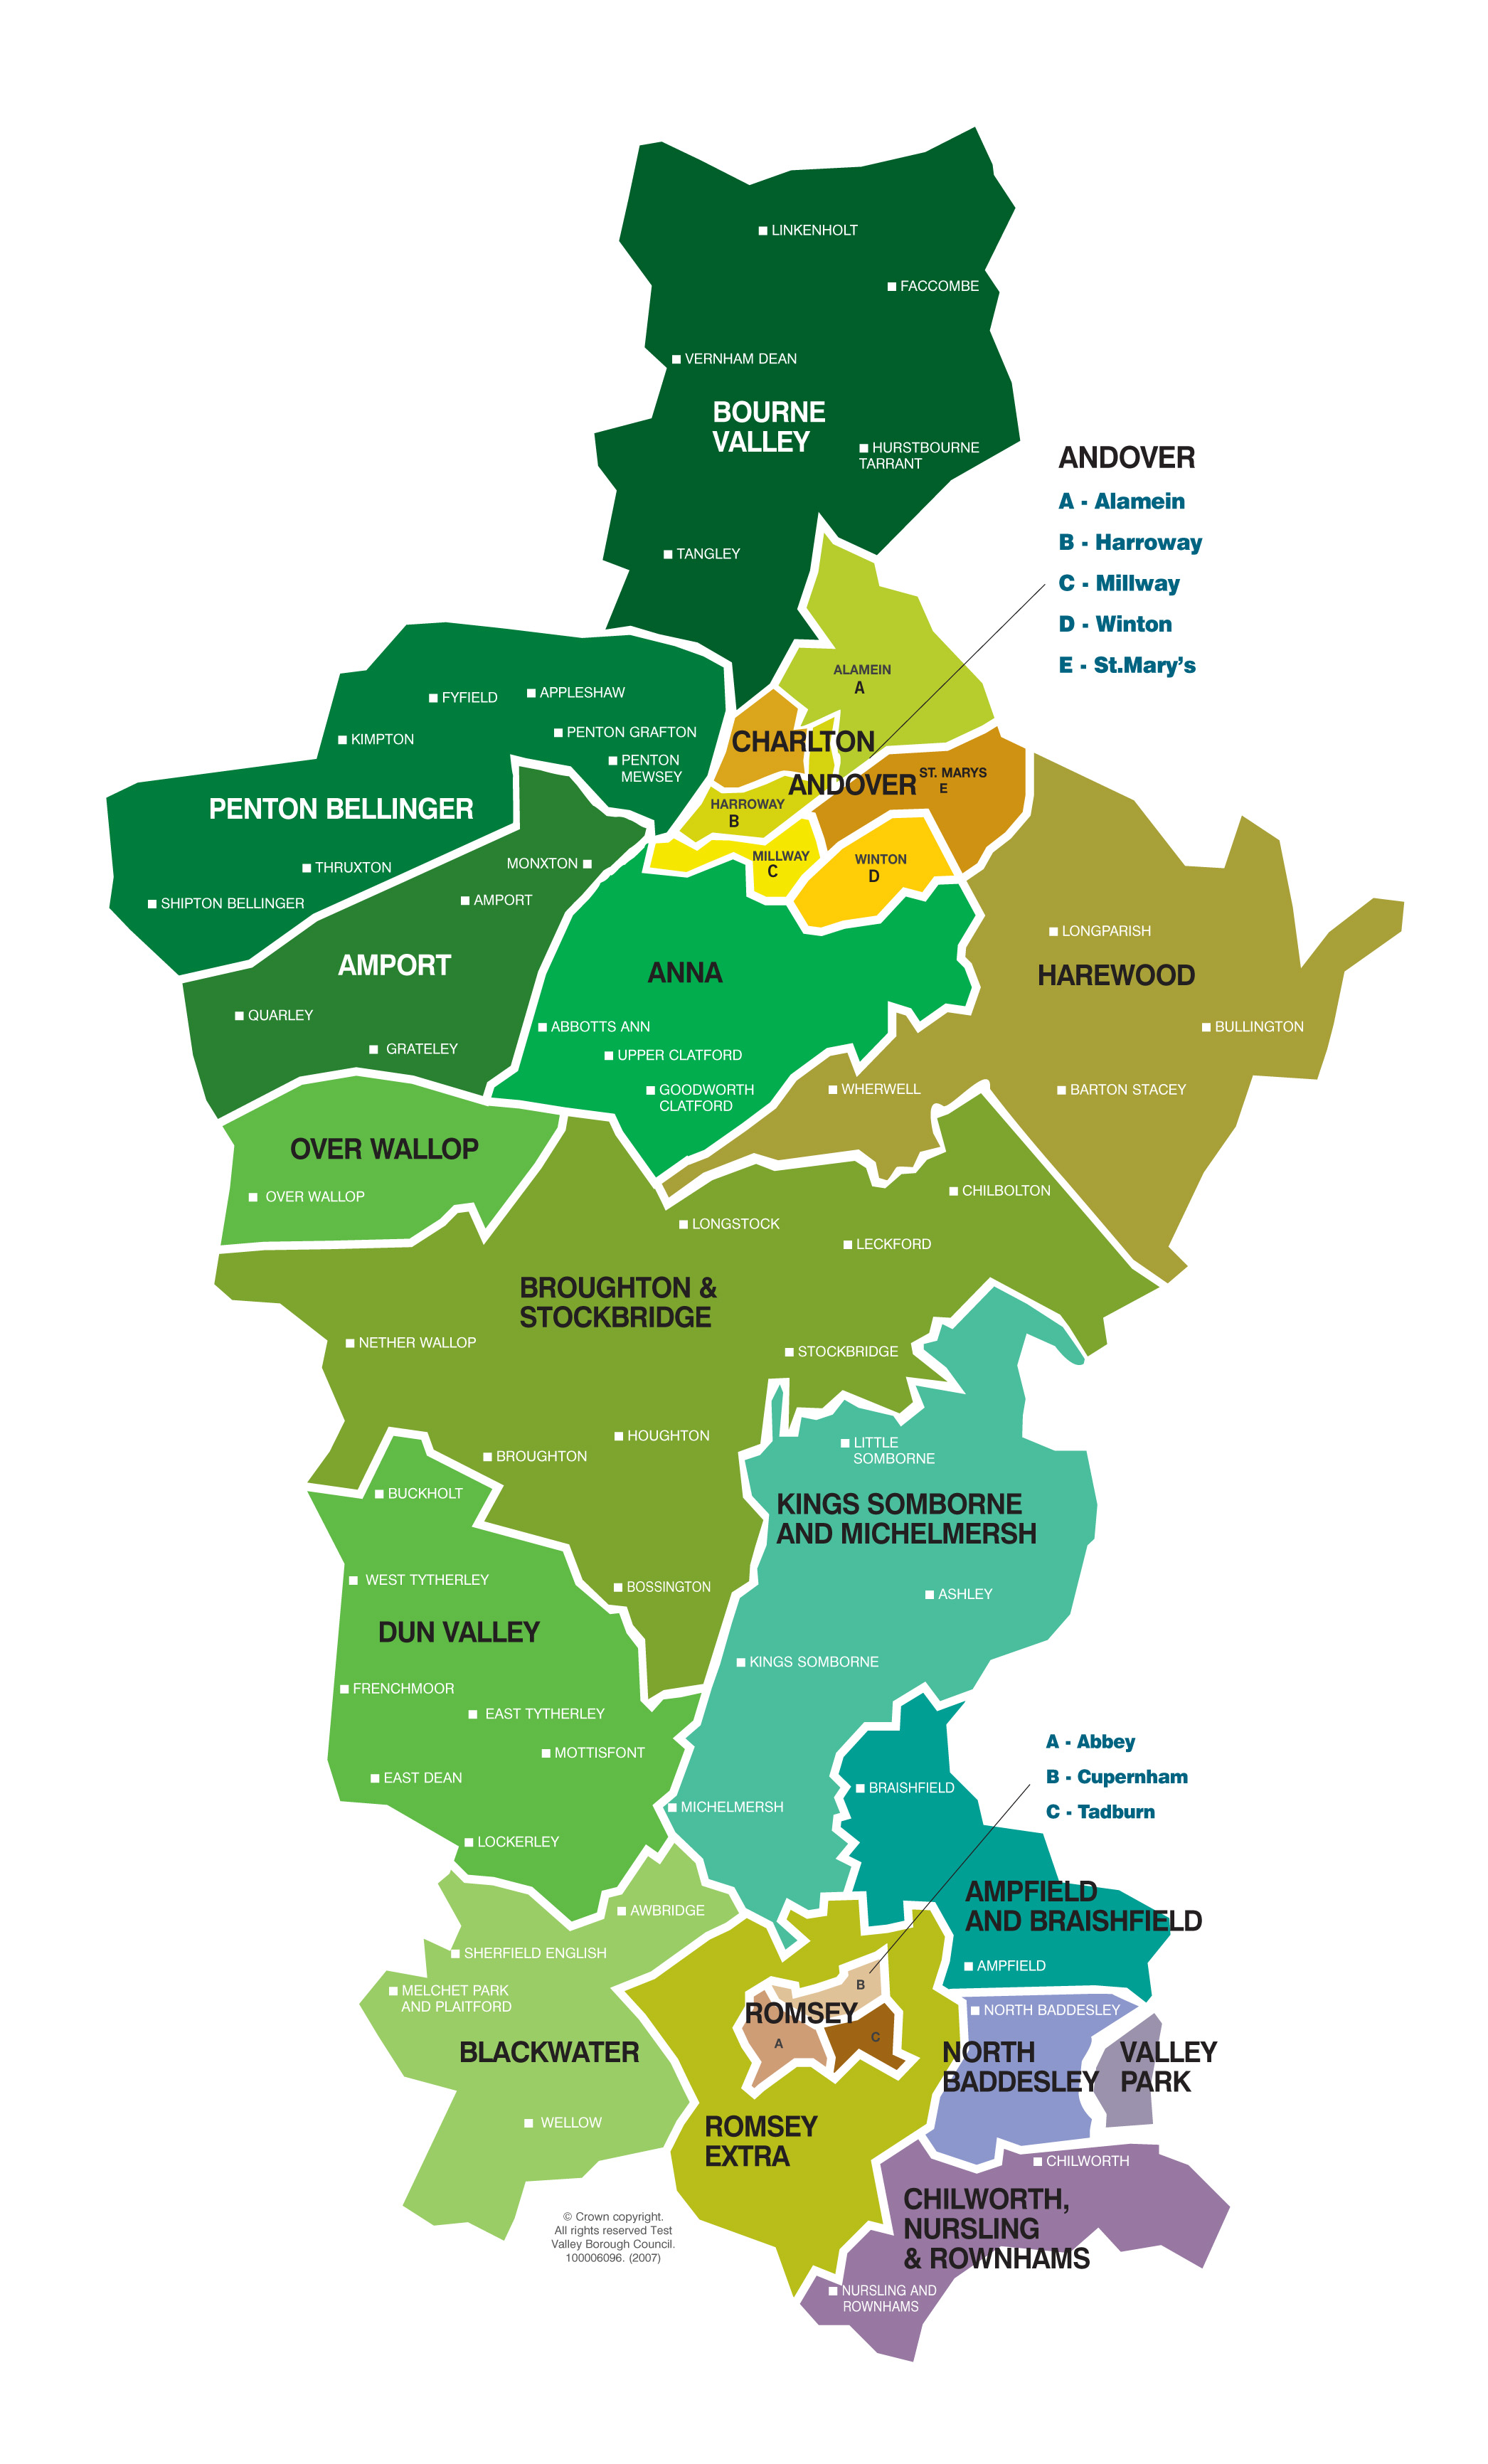 LINKENHOLT
FACCOMBE
VERNHAM DEAN
BOURNE
VALLEY
HURSTBOURNE
TARRANT
TANGLEY
ANDOVER
A - Alamein
B - Harroway
C - Millway
D - Winton
E - St.Mary's
ALAMEIN
A
FYFIELD
APPLESHAW
KIMPTON
PENTON GRAFTON
PENTON
MEWSEY
CHARLTON
ANDOVER
ST. MARYS
E
HARROWAY
B
PENTON BELLINGER
THRUXTON
SHIPTON BELLINGER
MONXTON
AMPORT
MILLWAY
C
WINTON
D
AMPORT
QUARLEY
GRATELEY
ANNA
ABBOTTS ANN
UPPER CLATFORD
GOODWORTH
CLATFORD
LONGPARISH
HAREWOOD
BULLINGTON
WHERWELL
BARTON STACEY
OVER WALLOP
OVER WALLOP
CHILBOLTON
LONGSTOCK
LECKFORD
BROUGHTON &
STOCKBRIDGE
NETHER WALLOP
STOCKBRIDGE
HOUGHTON
BROUGHTON
BUCKHOLT
LITTLE
SOMBORNE
KINGS SOMBORNE
AND MICHELMERSH
WEST TYTHERLEY
BOSSINGTON
ASHLEY
DUN VALLEY
KINGS SOMBORNE
FRENCHMOOR
EAST TYTHERLEY
MOTTISFONT
EAST DEAN
LOCKERLEY
MICHELMERSH
BRAISHFIELD
A - Abbey
B - Cupernham
C - Tadburn
AMPFIELD
AND BRAISHFIELD
AMPFIELD
AWBRIDGE
SHERFIELD ENGLISH
MELCHET PARK
AND PLAITFORD
BLACKWATER
WELLOW
B
ROMSEY
A
C
NORTH BADDESLEY
NORTH
BADDESLEY
VALLEY
PARK
ROMSEY
EXTRA
CHILWORTH
CHILWORTH,
NURSLING
& ROWNHAMS
NURSLING AND
ROWNHAMS
© Crown copyright.
All rights reserved Test
Valley Borough Council.
100006096. (2007)